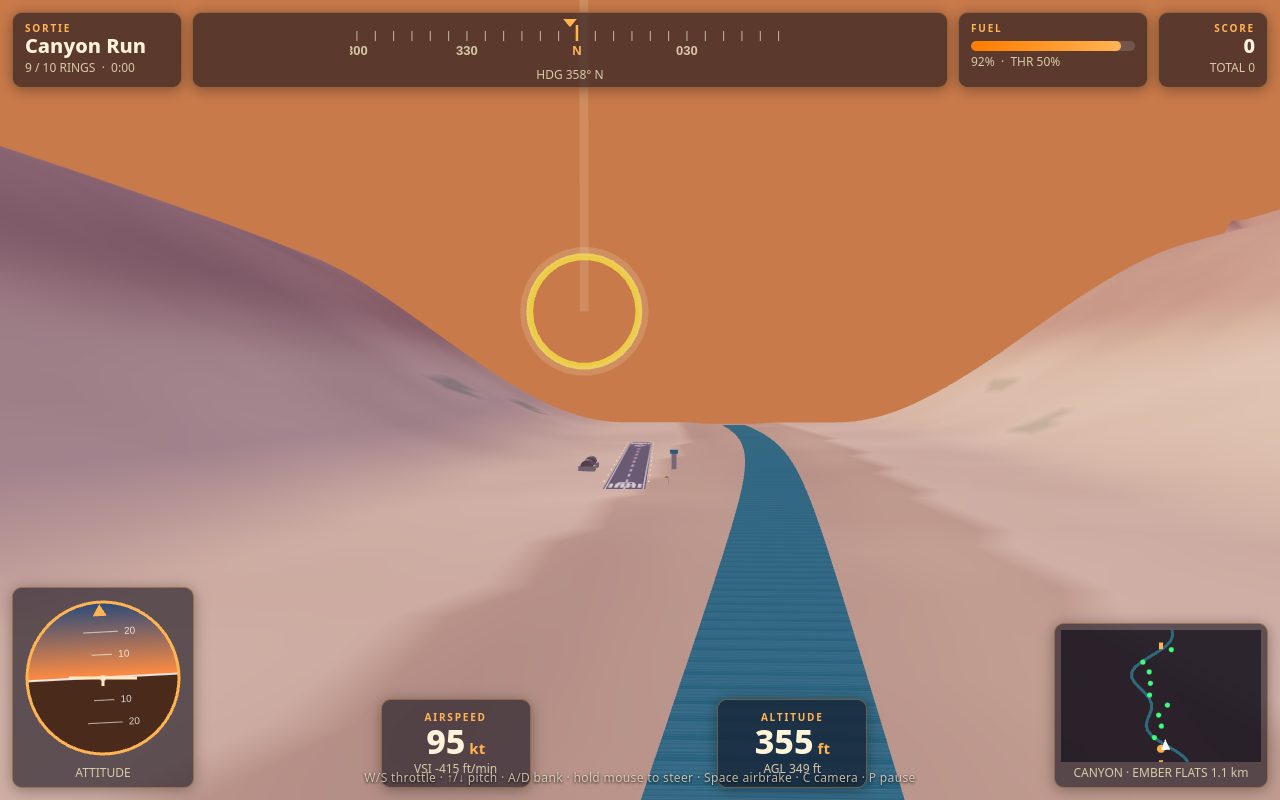 SORTIE
Canyon Run
9 / 10 RINGS · 0:00
300 330 N 030
HDG 358° N
FUEL
92% · THR 50%
SCORE
0
TOTAL 0
20
10
10
20
ATTITUDE
AIRSPEED
95 kt
VSI -415 ft/min
ALTITUDE
355 ft
AGL 349 ft
W/S throttle · ↑/↓ pitch · A/D bank · hold mouse to steer · Space airbrake · C camera · P pause
CANYON · EMBER FLATS 1.1 km